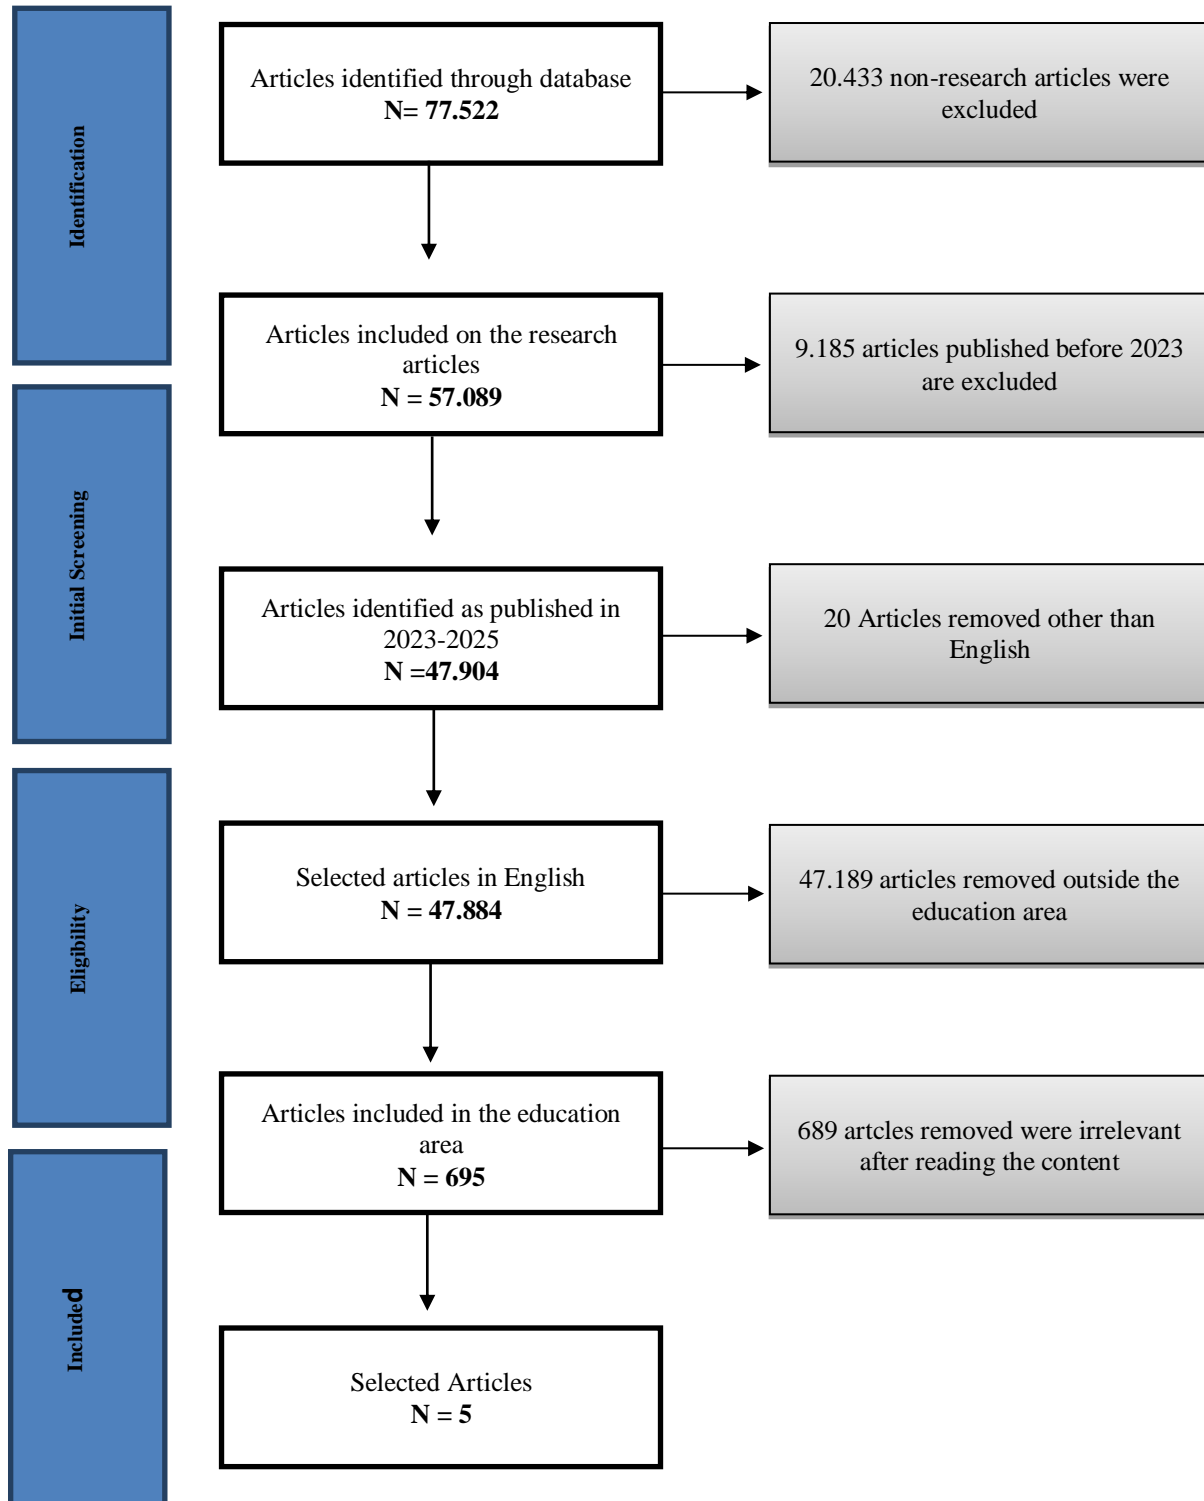 Identification
Articles identified through database
N= 77.522
20.433 non-research articles were
excluded
Articles included on the research
articles
N = 57.089
9.185 articles published before 2023
are excluded
Initial Screening
Articles identified as published in
2023-2025
N =47.904
20 Articles removed other than
English
Eligibility
Selected articles in English
N = 47.884
47.189 articles removed outside the
education area
Articles included in the education
area
N = 695
689 artcles removed were irrelevant
after reading the content
Included
Selected Articles
N = 5